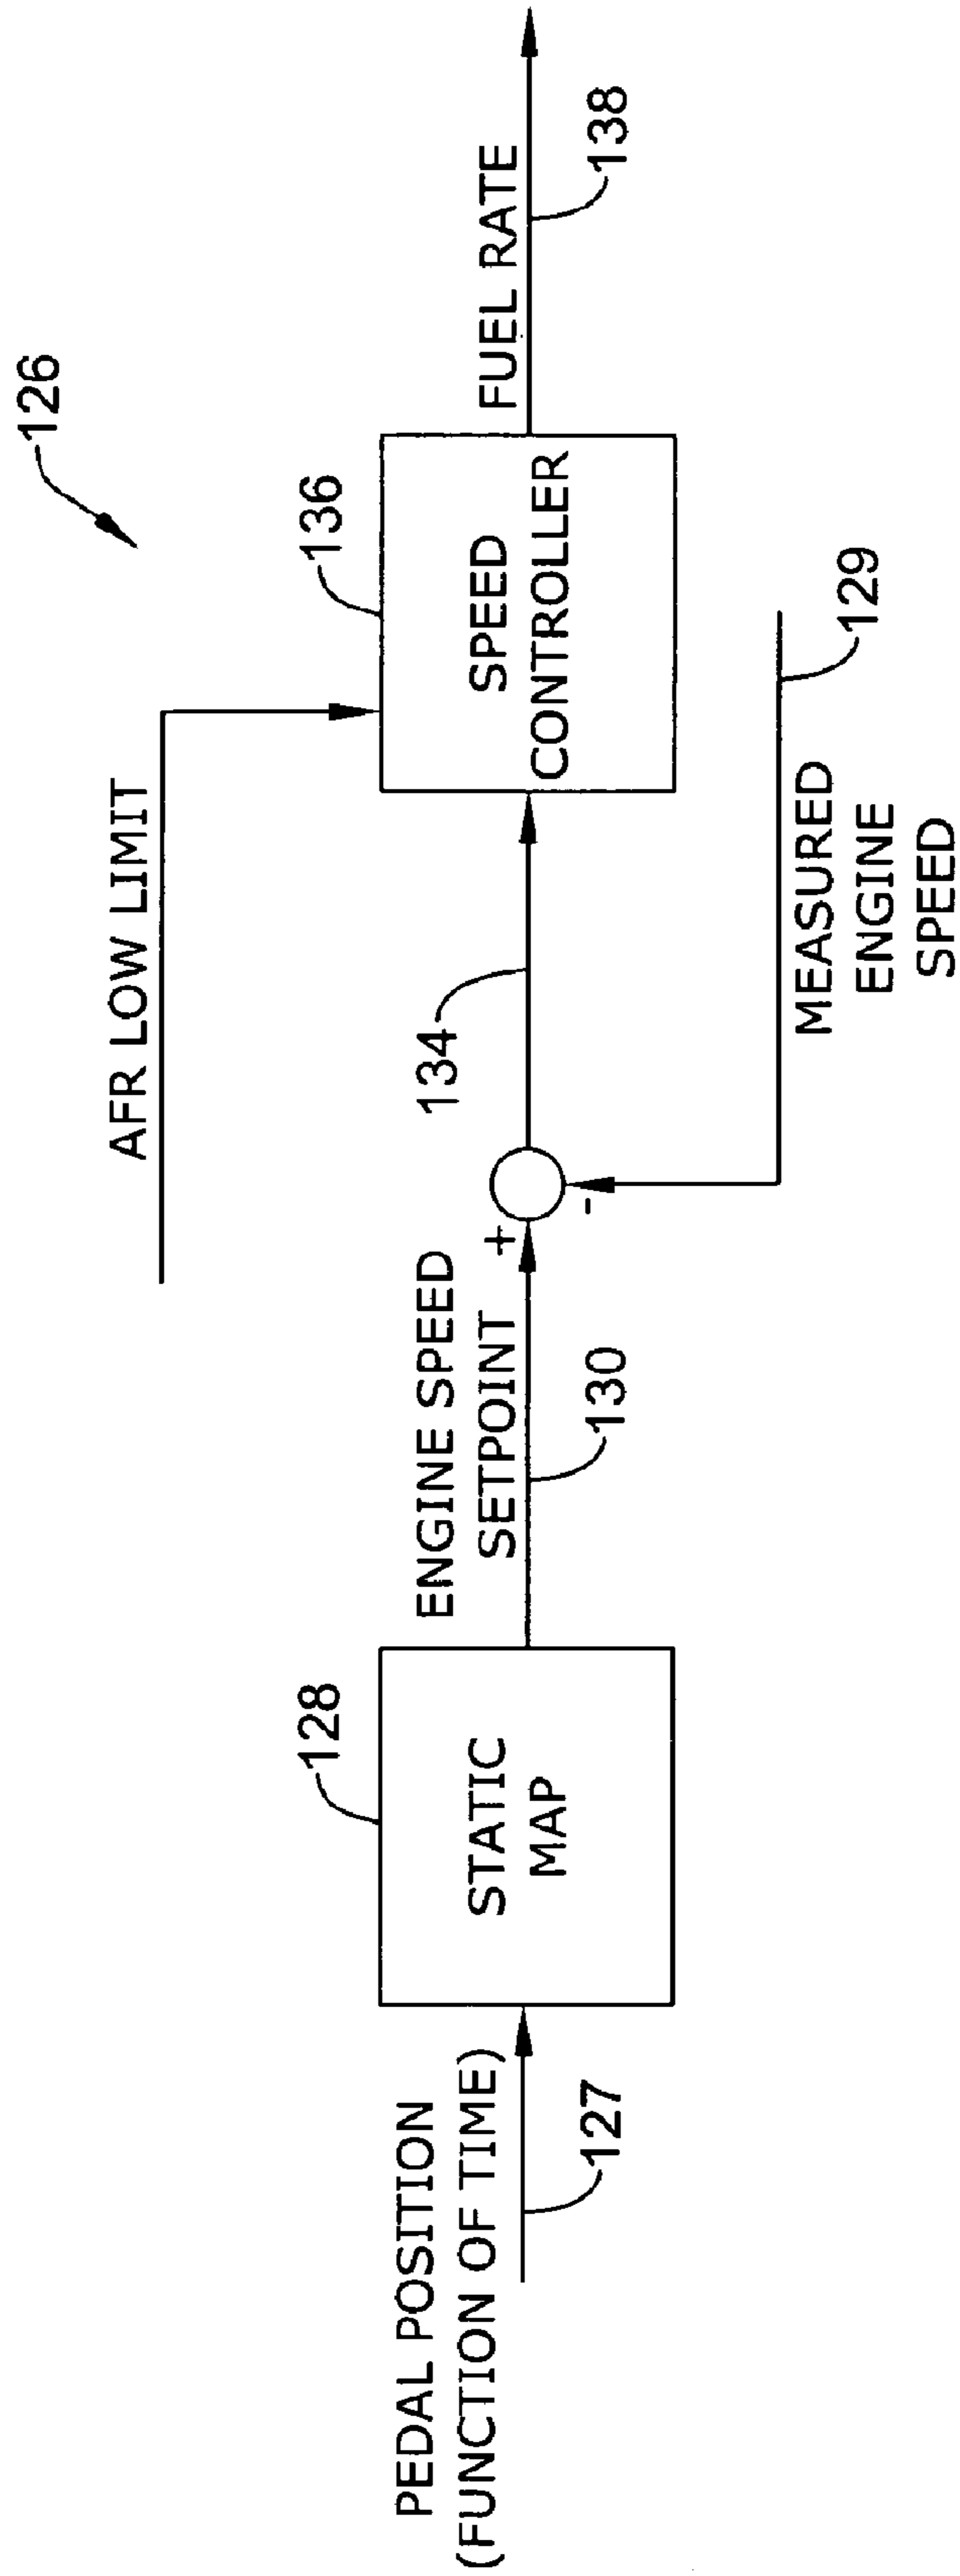 126
AFR LOW LIMIT
PEDAL POSITION
(FUNCTION OF TIME)
127
128
STATIC
MAP
ENGINE SPEED
SETPOINT
130
+
-
134
136
SPEED
CONTROLLER
FUEL RATE
138
129
MEASURED
ENGINE
SPEED